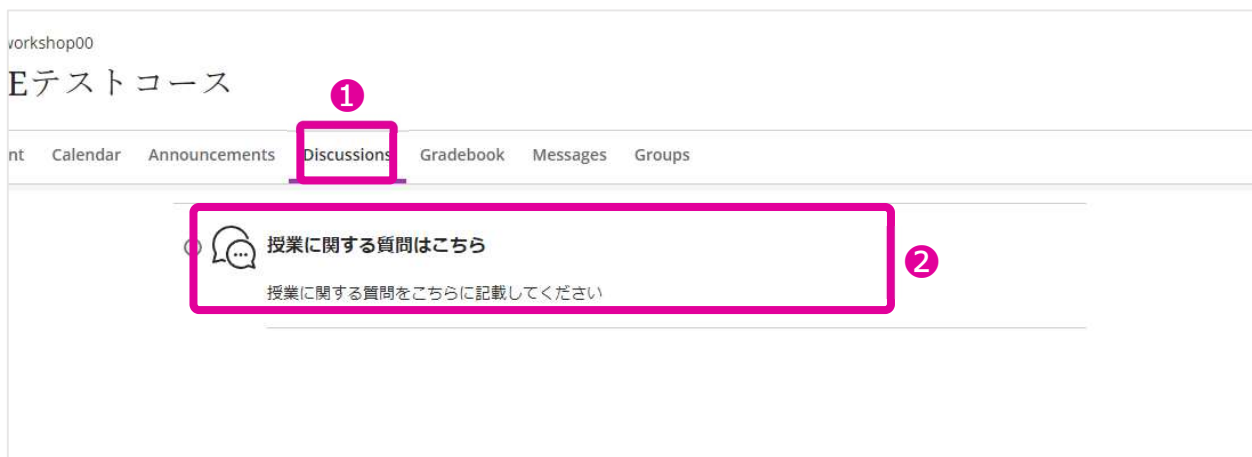 workshop00
Eテストコース
❶
nt Calendar Announcements Discussions Gradebook Messages Groups
授業に関する質問はこちら
❷
授業に関する質問をこちらに記載してください